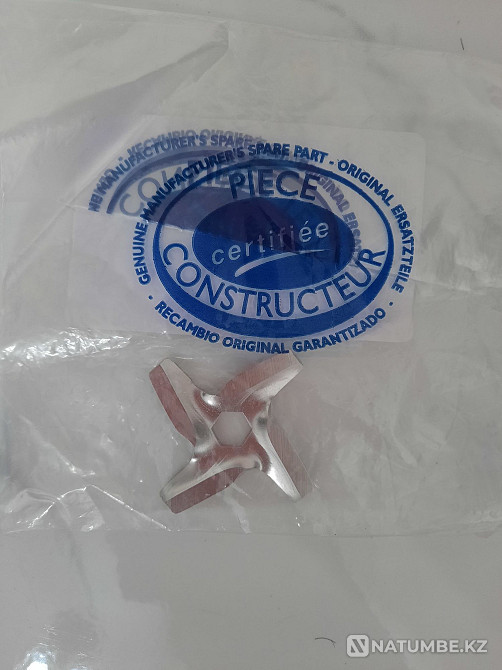 GENUINE MANUFACTURER'S SPARE PART - ORIGINAL ERSATZTEILE
PIECE
certifiée
CONSTRUCTEUR
· RECAMBIO ORIGINAL GARANTIZADO ·
NATUMBE.KZ